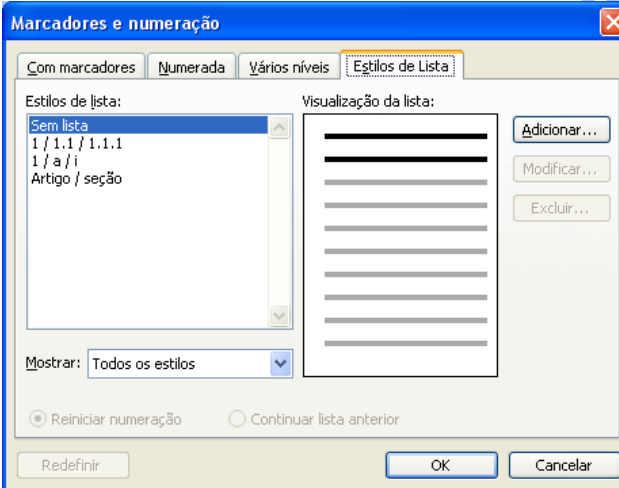 Marcadores e numeração
Com marcadores Numerada Vários níveis Estilos de Lista
Estilos de lista: Visualização da lista:
Sem lista
1 / 1.1 / 1.1.1
1 / a / i
Artigo / seção
Adicionar...
Modificar...
Excluir...
Mostrar: Todos os estilos
Reiniciar numeração Continuar lista anterior
Redefinir OK Cancelar